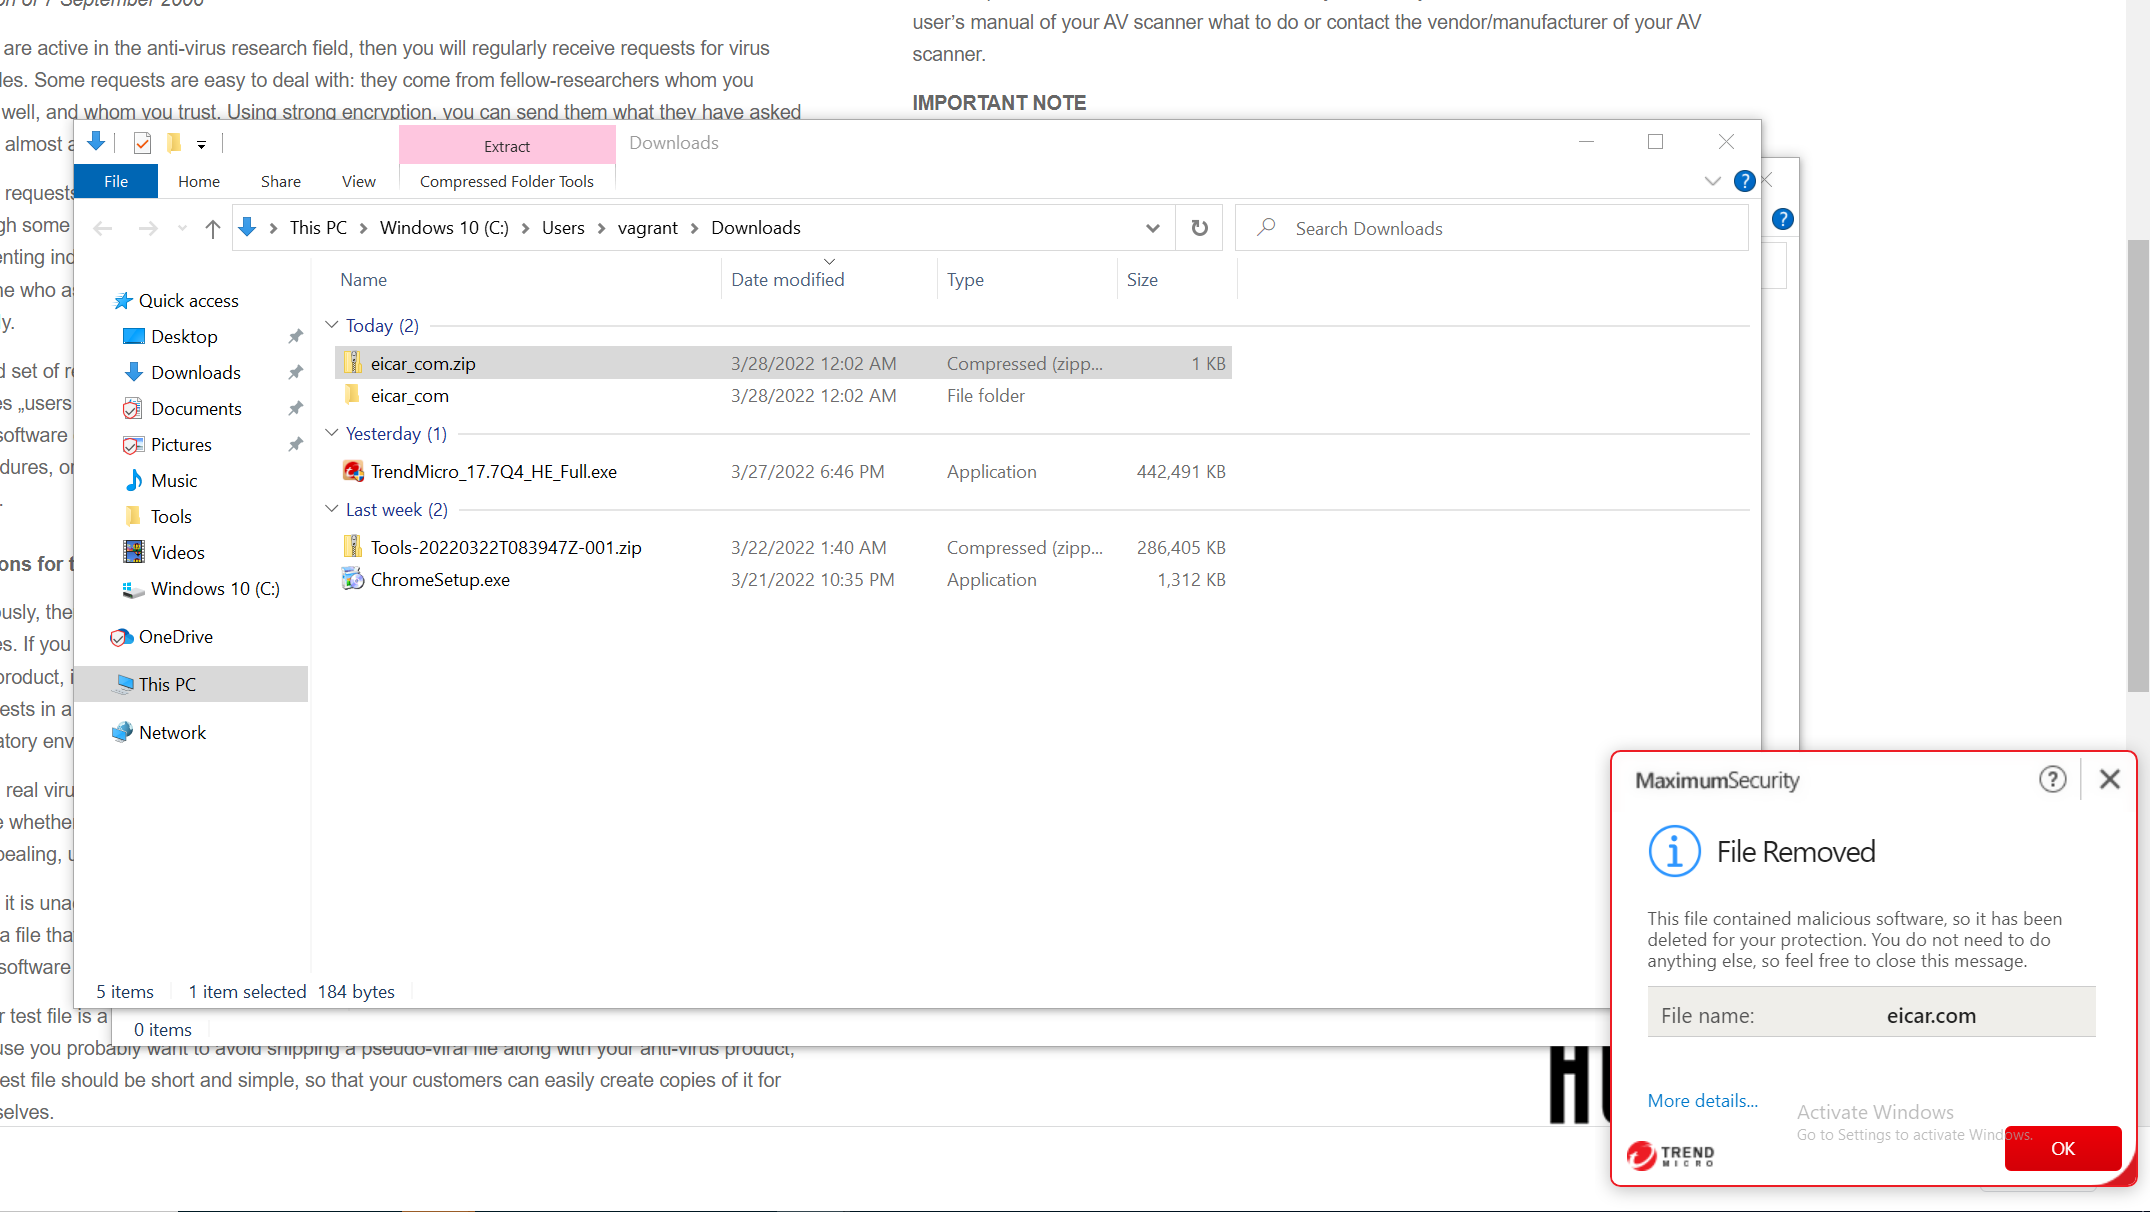 on of 7 September 2006
are active in the anti-virus research field, then you will regularly receive requests for virus
les. Some requests are easy to deal with: they come from fellow-researchers whom you
well, and whom you trust. Using strong encryption, you can send them what they have asked
almost a
requests
gh some
enting inc
ne who as
y.
d set of re
es „users
software
dures, or
.
ons for t
ously, the
es. If you
product, i
ests in a
atory env
real viru
e whether
pealing, u
it is una
a file tha
software
r test file is a
use you probably want to avoid shipping a pseudo-viral file along with your anti-virus product,
est file should be short and simple, so that your customers can easily create copies of it for
selves.
user’s manual of your AV scanner what to do or contact the vendor/manufacturer of your AV
scanner.
IMPORTANT NOTE
Extract
Downloads
File
Home
Share
View
Compressed Folder Tools
?
?
This PC
Windows 10 (C:)
Users
vagrant
Downloads
Search Downloads
Quick access
Desktop
Downloads
Documents
Pictures
Music
Tools
Videos
Windows 10 (C:)
OneDrive
This PC
Network
Name Date modified Type Size
Today (2)
eicar_com.zip 3/28/2022 12:02 AM Compressed (zipp... 1 KB
eicar_com 3/28/2022 12:02 AM File folder
Yesterday (1)
TrendMicro_17.7Q4_HE_Full.exe 3/27/2022 6:46 PM Application 442,491 KB
Last week (2)
Tools-20220322T083947Z-001.zip 3/22/2022 1:40 AM Compressed (zipp... 286,405 KB
ChromeSetup.exe 3/21/2022 10:35 PM Application 1,312 KB
5 items 1 item selected 184 bytes
0 items
MaximumSecurity
?
File Removed
This file contained malicious software, so it has been
deleted for your protection. You do not need to do
anything else, so feel free to close this message.
File name: eicar.com
More details...
Activate Windows
Go to Settings to activate Windows.
TREND
MICRO
OK